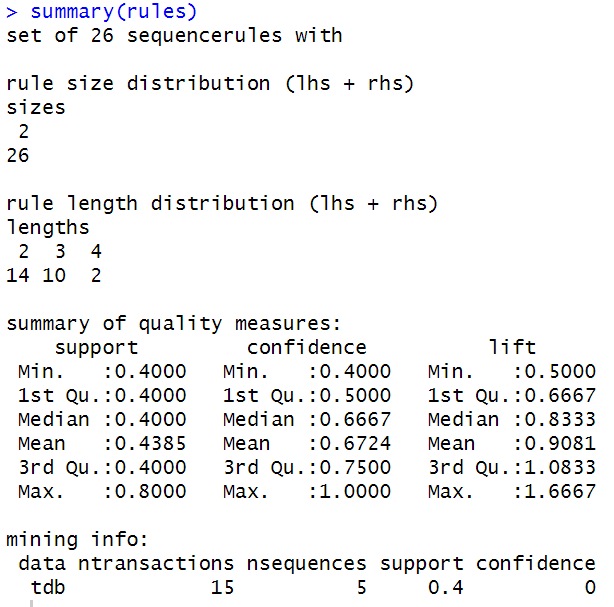 > summary(rules)
set of 26 sequencerules with
rule size distribution (lhs + rhs)
sizes
 2
26
rule length distribution (lhs + rhs)
lengths
 2  3  4
14 10  2
summary of quality measures:
    support         confidence          lift
 Min.   :0.4000   Min.   :0.4000   Min.   :0.5000
 1st Qu.:0.4000   1st Qu.:0.5000   1st Qu.:0.6667
 Median :0.4000   Median :0.6667   Median :0.8333
 Mean   :0.4385   Mean   :0.6724   Mean   :0.9081
 3rd Qu.:0.4000   3rd Qu.:0.7500   3rd Qu.:1.0833
 Max.   :0.8000   Max.   :1.0000   Max.   :1.6667
mining info:
 data ntransactions nsequences support confidence
  tdb            15          5     0.4          0